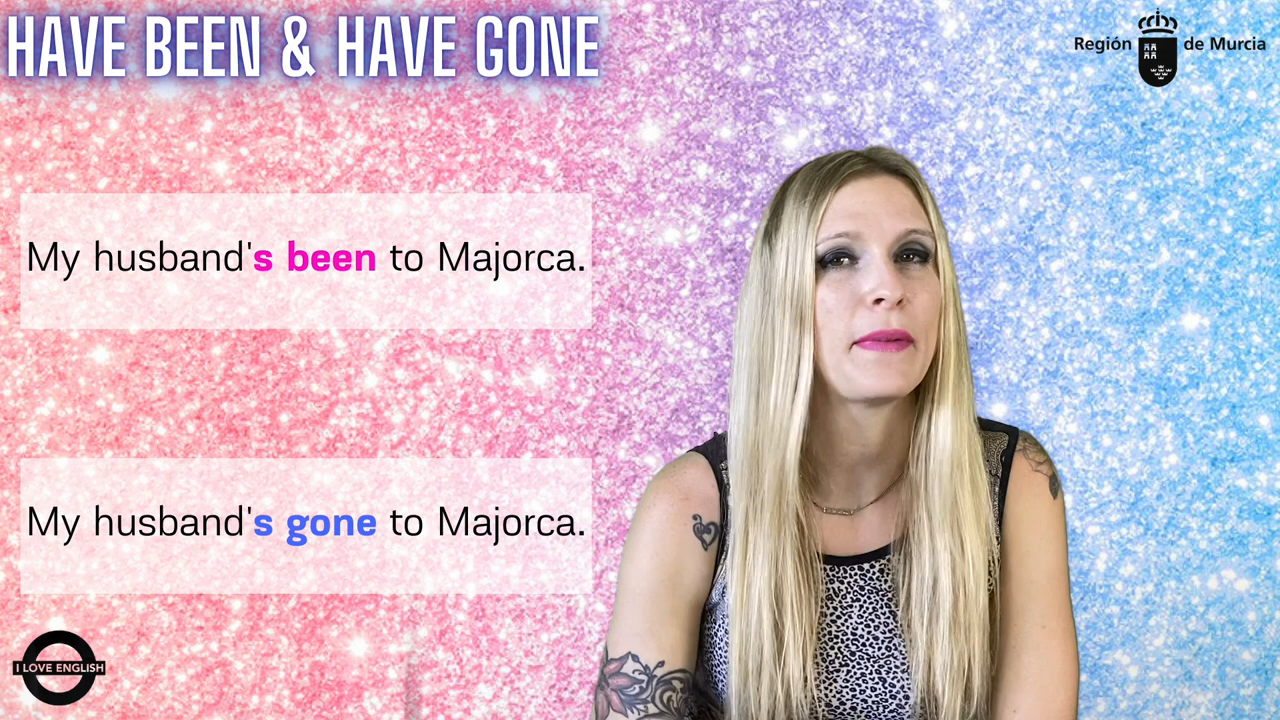 HAVE BEEN & HAVE GONE
Región de Murcia
My husband's been to Majorca.
My husband's gone to Majorca.
I LOVE ENGLISH